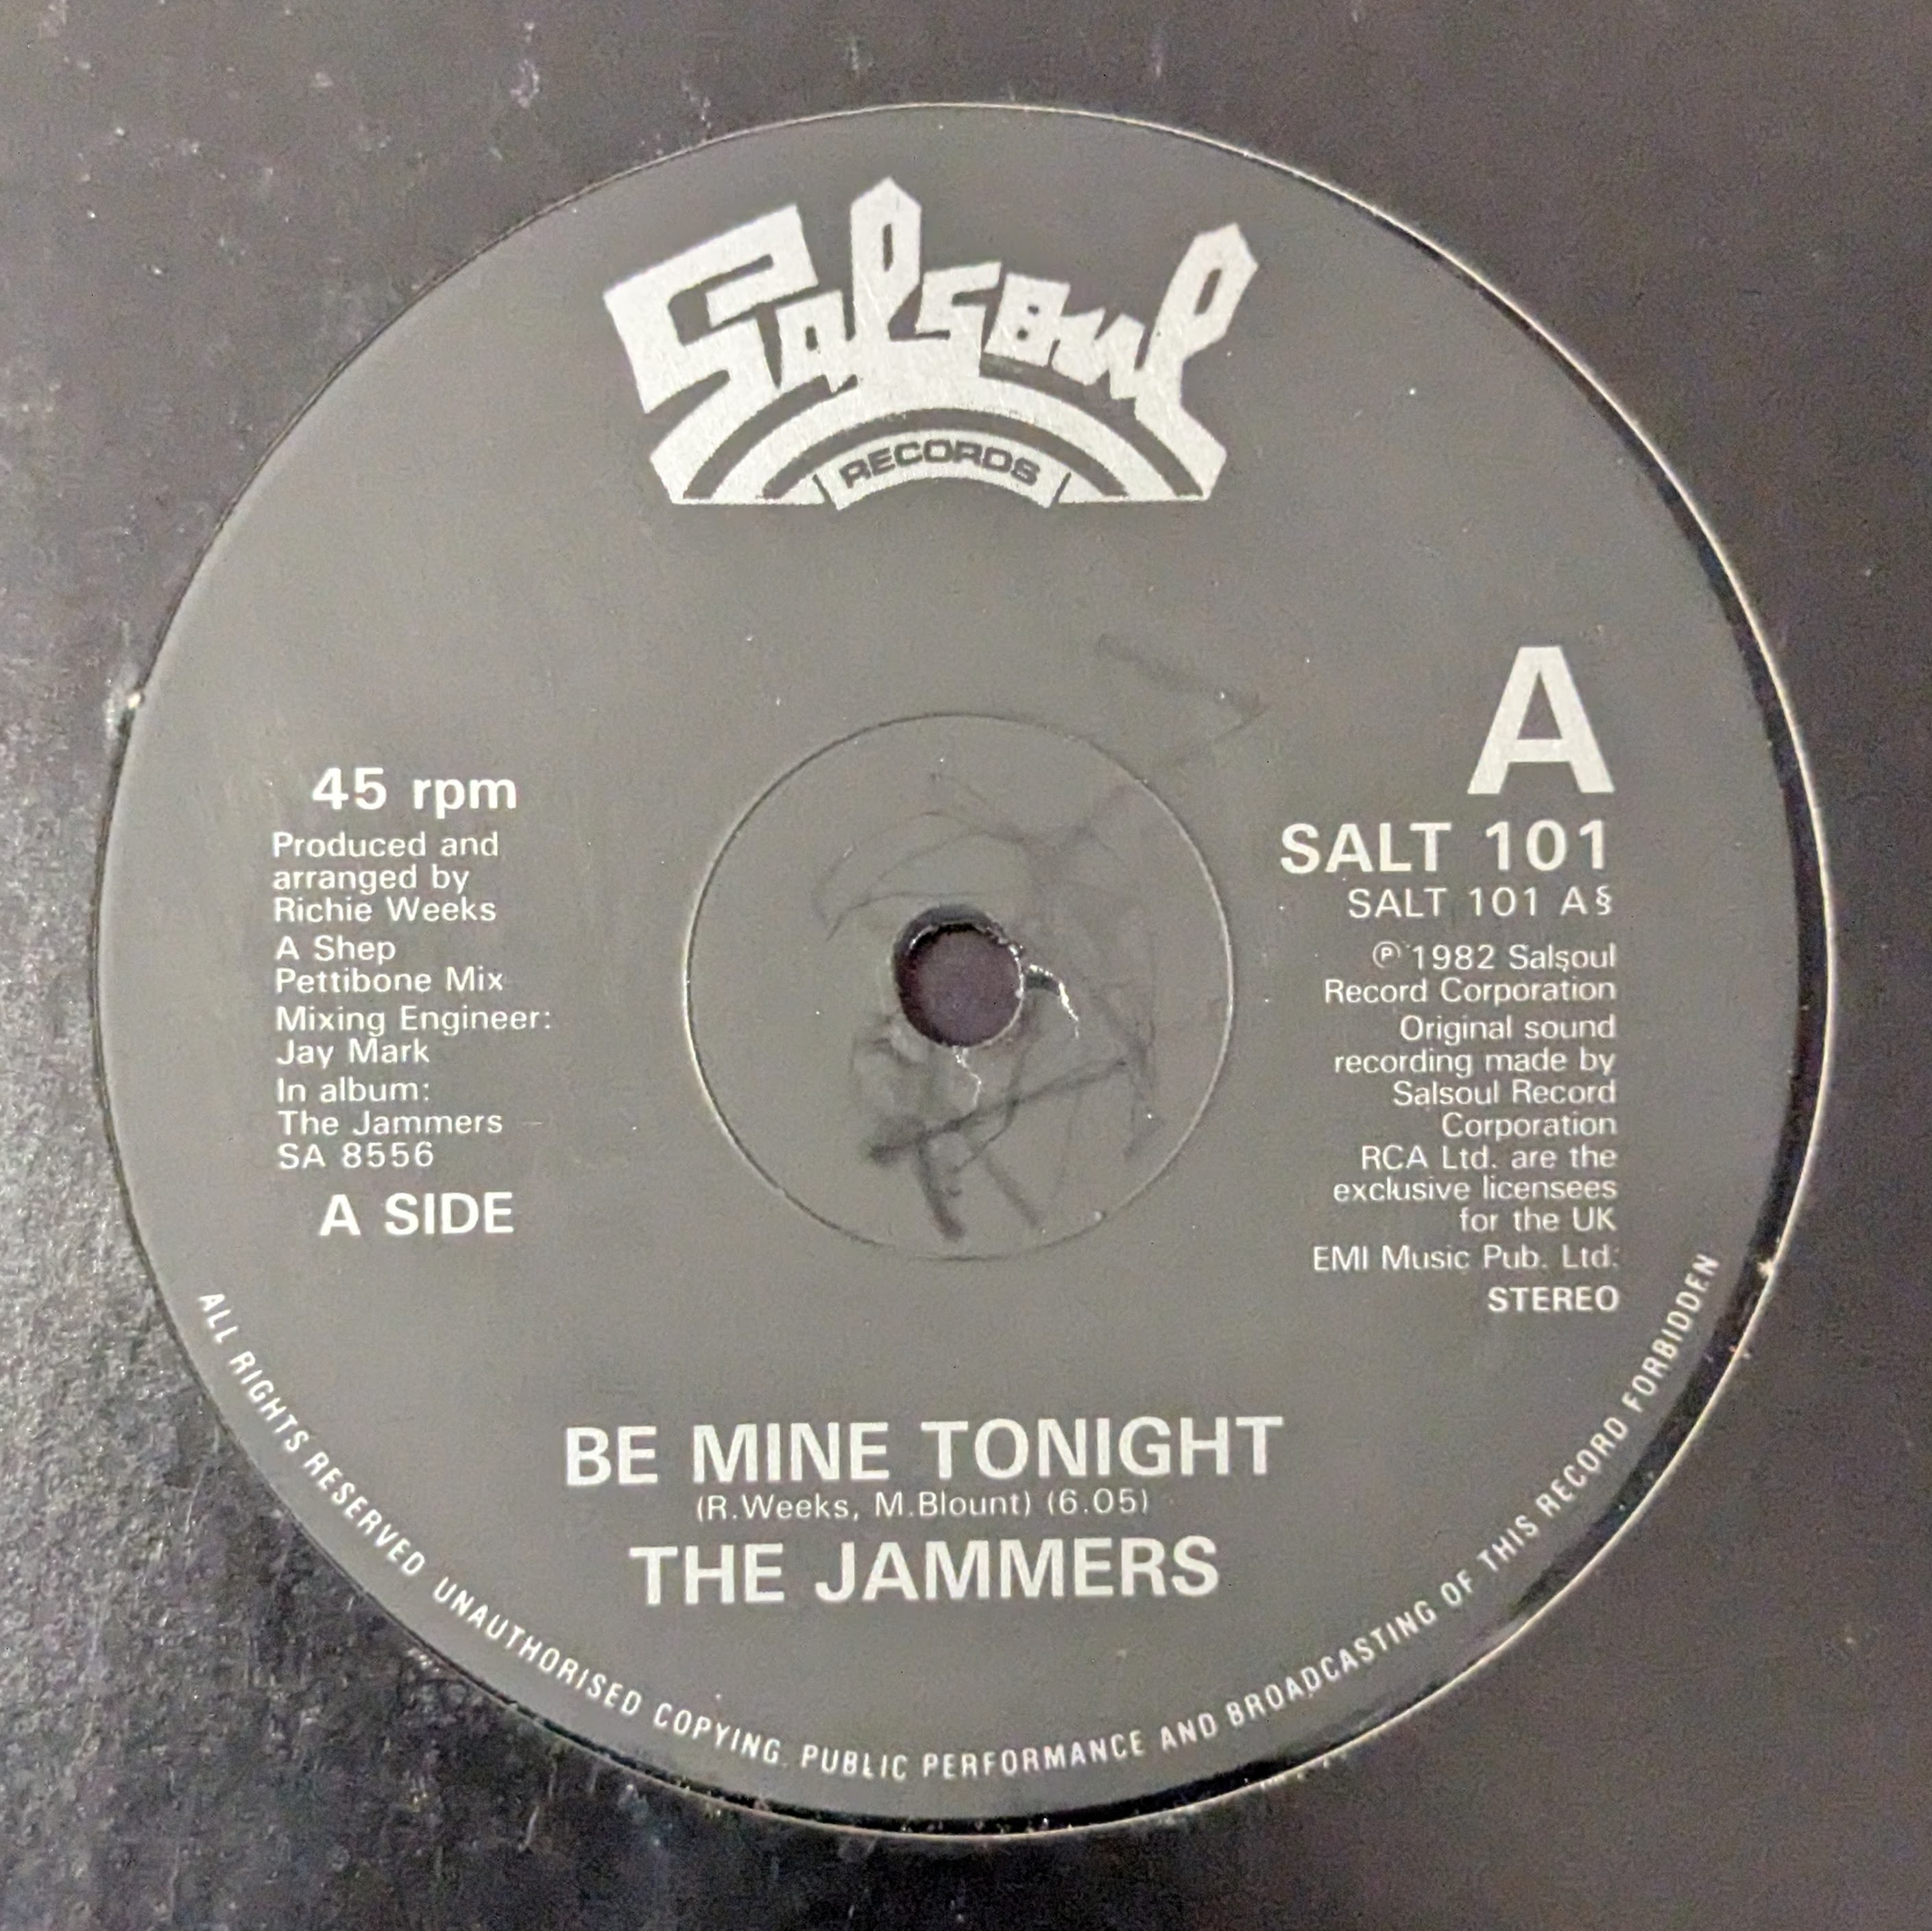 Salsoul
RECORDS
A
45 rpm
Produced and
arranged by
Richie Weeks
A Shep
Pettibone Mix
Mixing Engineer:
Jay Mark
In album:
The Jammers
SA 8556
A SIDE
SALT 101
SALT 101 A§
℗ 1982 Salsoul
Record Corporation
Original sound
recording made by
Salsoul Record
Corporation
RCA Ltd. are the
exclusive licensees
for the UK
EMI Music Pub. Ltd.
STEREO
BE MINE TONIGHT
(R.Weeks, M.Blount) (6.05)
THE JAMMERS
ALL RIGHTS RESERVED UNAUTHORISED COPYING. PUBLIC PERFORMANCE AND BROADCASTING OF THIS RECORD FORBIDDEN